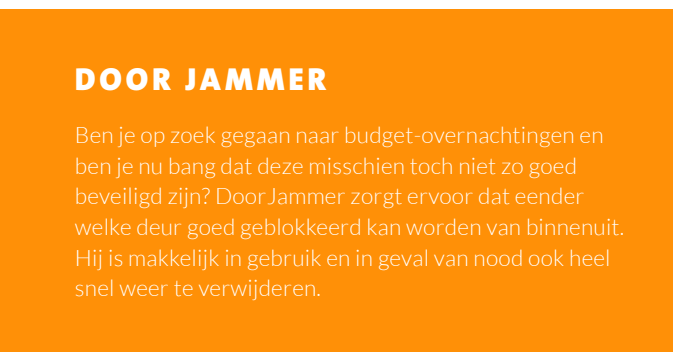 DOOR JAMMER
Ben je op zoek gegaan naar budget-overnachtingen en
ben je nu bang dat deze misschien toch niet zo goed
beveiligd zijn? DoorJammer zorgt ervoor dat eender
welke deur goed geblokkeerd kan worden van binnenuit.
Hij is makkelijk in gebruik en in geval van nood ook heel
snel weer te verwijderen.